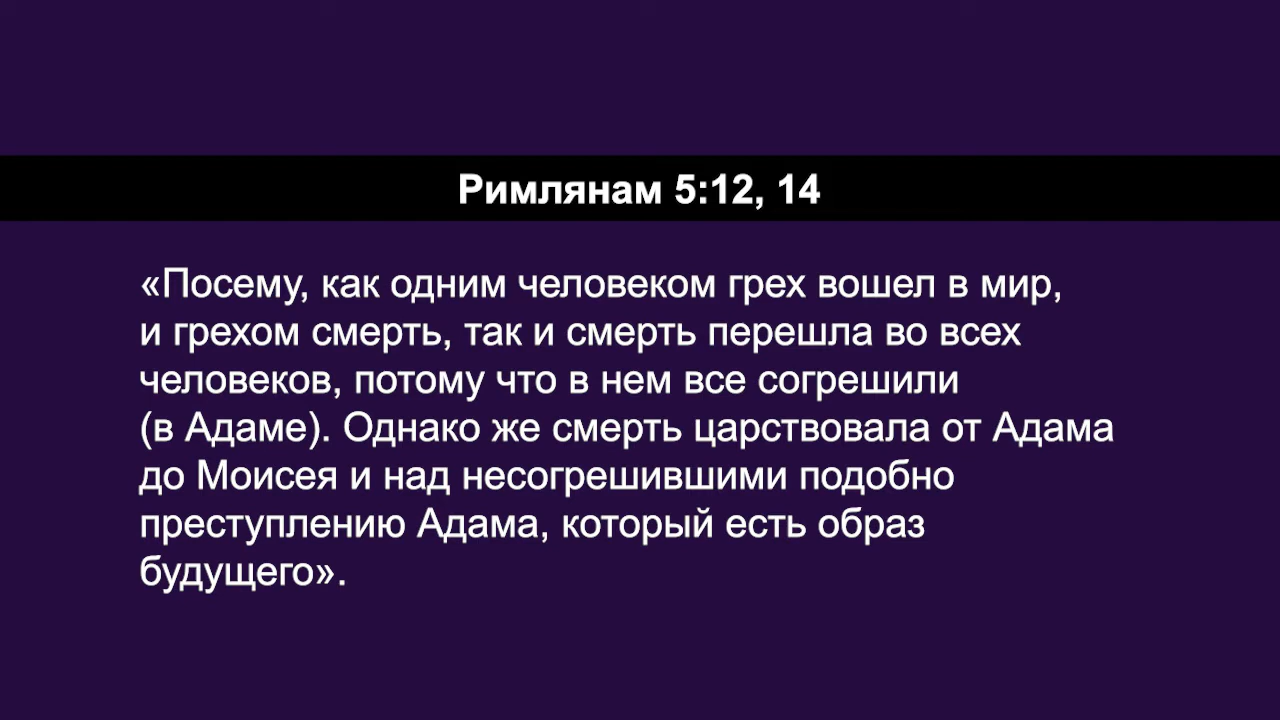 Римлянам 5:12, 14
«Посему, как одним человеком грех вошел в мир,
и грехом смерть, так и смерть перешла во всех
человеков, потому что в нем все согрешили
(в Адаме). Однако же смерть царствовала от Адама
до Моисея и над несогрешившими подобно
преступлению Адама, который есть образ
будущего».